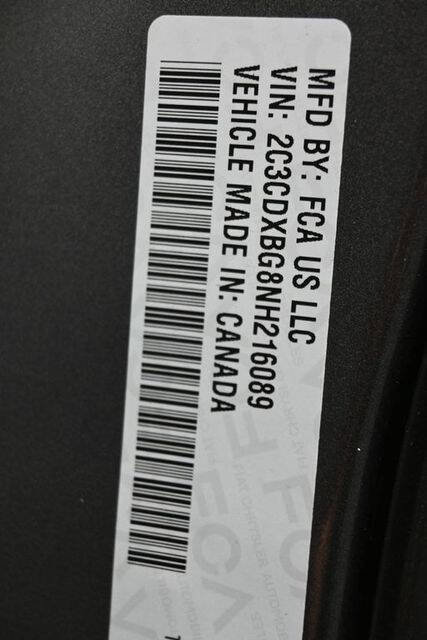 MFD BY: FCA US LLC
VIN: 2C3CDXBG8NH216089
VEHICLE MADE IN: CANADA